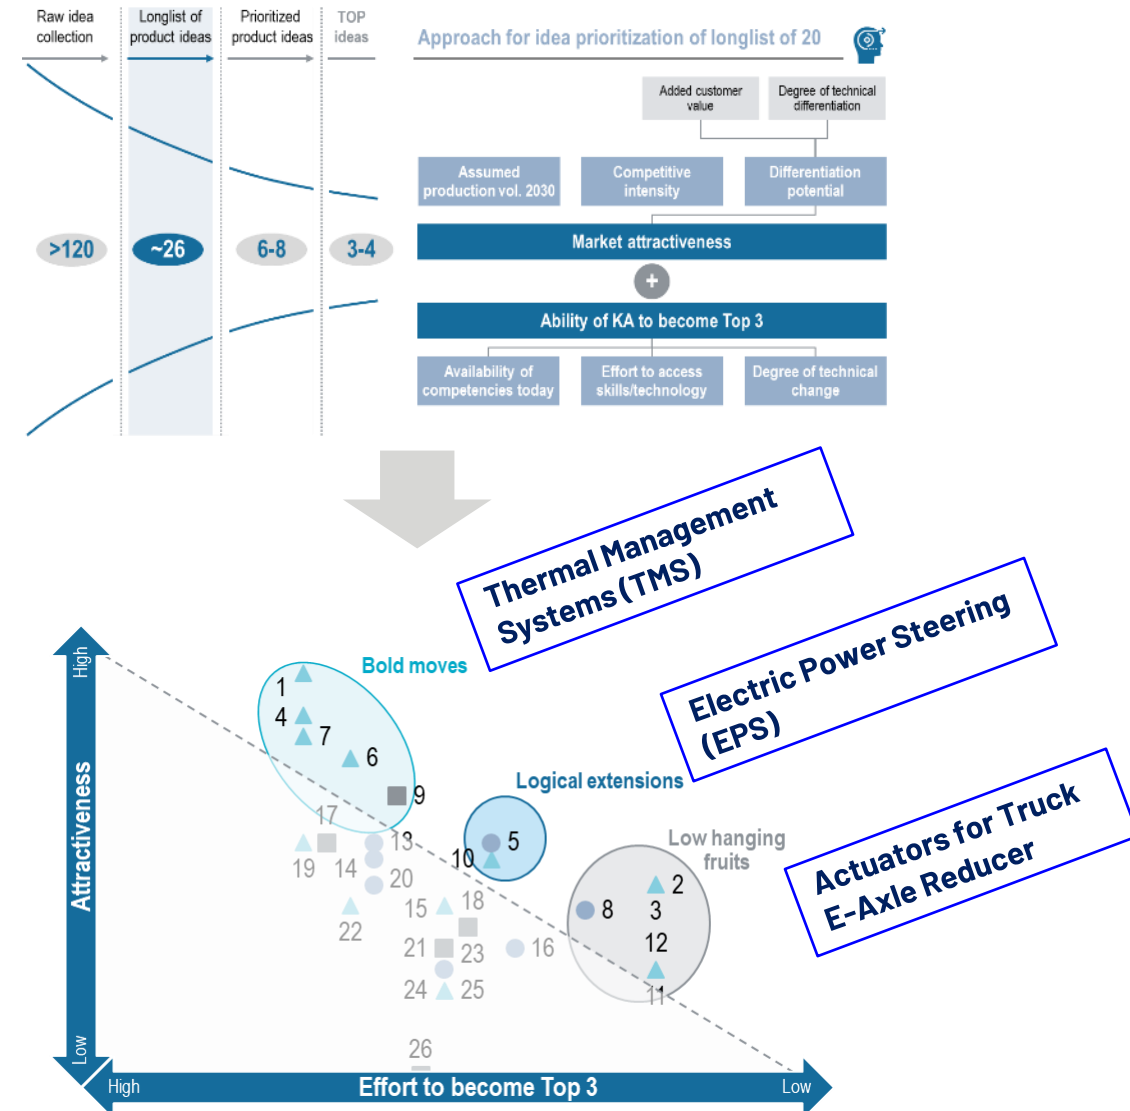 Raw idea
collection
Longlist of
product ideas
Prioritized
product ideas
TOP
ideas
Approach for idea prioritization of longlist of 20
Added customer
value
Degree of technical
differentiation
Assumed
production vol. 2030
Competitive
intensity
Differentiation
potential
>120
~26
6-8
3-4
Market attractiveness
+
Ability of KA to become Top 3
Availability of
competencies today
Effort to access
skills/technology
Degree of technical
change
Thermal Management
Systems (TMS)
Electric Power Steering
(EPS)
Actuators for Truck
E-Axle Reducer
High
Attractiveness
Low
Bold moves
1
4
7
6
9
Logical extensions
5
10
Low hanging
fruits
2
8
3
12
11
17
13
19
14
20
15
18
22
21
23
16
24
25
26
High
Effort to become Top 3
Low